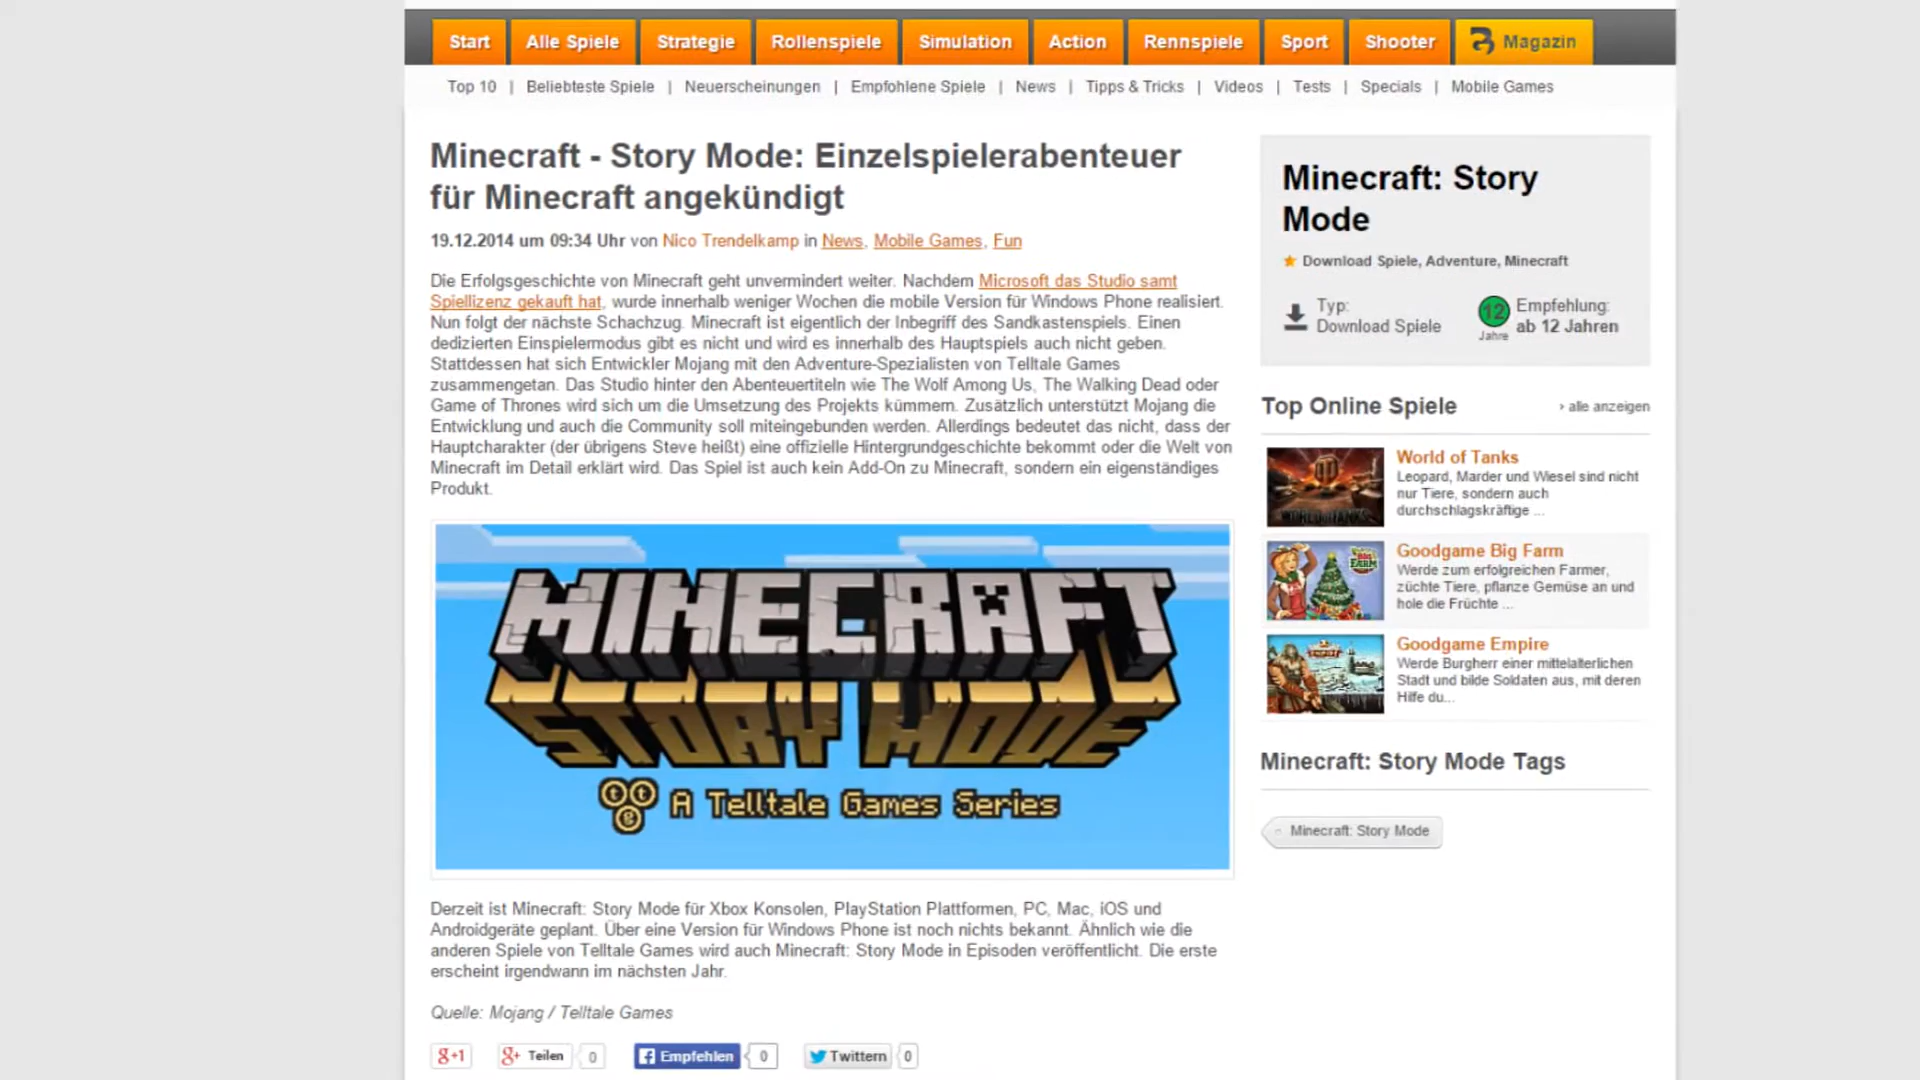 Start Alle Spiele Strategie Rollenspiele Simulation Action Rennspiele Sport Shooter Magazin
Top 10 | Beliebteste Spiele | Neuerscheinungen | Empfohlene Spiele | News | Tipps & Tricks | Videos | Tests | Specials | Mobile Games
Minecraft - Story Mode: Einzelspielerabenteuer
für Minecraft angekündigt
19.12.2014 um 09:34 Uhr von Nico Trendelkamp in News, Mobile Games, Fun
Die Erfolgsgeschichte von Minecraft geht unvermindert weiter. Nachdem Microsoft das Studio samt
Spiellizenz gekauft hat, wurde innerhalb weniger Wochen die mobile Version für Windows Phone realisiert.
Nun folgt der nächste Schachzug. Minecraft ist eigentlich der Inbegriff des Sandkastenspiels. Einen
dedizierten Einspielermodus gibt es nicht und wird es innerhalb des Hauptspiels auch nicht geben.
Stattdessen hat sich Entwickler Mojang mit den Adventure-Spezialisten von Telltale Games
zusammengetan. Das Studio hinter den Abenteuertiteln wie The Wolf Among Us, The Walking Dead oder
Game of Thrones wird sich um die Umsetzung des Projekts kümmern. Zusätzlich unterstützt Mojang die
Entwicklung und auch die Community soll miteingebunden werden. Allerdings bedeutet das nicht, dass der
Hauptcharakter (der übrigens Steve heißt) eine offizielle Hintergrundgeschichte bekommt oder die Welt von
Minecraft im Detail erklärt wird. Das Spiel ist auch kein Add-On zu Minecraft, sondern ein eigenständiges
Produkt.
MINECRAFT
STORY MODE
ttg A Telltale Games Series
Derzeit ist Minecraft: Story Mode für Xbox Konsolen, PlayStation Plattformen, PC, Mac, iOS und
Androidgeräte geplant. Über eine Version für Windows Phone ist noch nichts bekannt. Ähnlich wie die
anderen Spiele von Telltale Games wird auch Minecraft: Story Mode in Episoden veröffentlicht. Die erste
erscheint irgendwann im nächsten Jahr.
Quelle: Mojang / Telltale Games
g+1 g+ Teilen 0 Empfehlen 0 Twittern 0
Minecraft: Story
Mode
Download Spiele, Adventure, Minecraft
Typ:
Download Spiele
12
Jahre
Empfehlung:
ab 12 Jahren
Top Online Spiele › alle anzeigen
WORLD OF TANKS
World of Tanks
Leopard, Marder und Wiesel sind nicht
nur Tiere, sondern auch
durchschlagskräftige ...
BIG FARM
Goodgame Big Farm
Werde zum erfolgreichen Farmer,
züchte Tiere, pflanze Gemüse an und
hole die Früchte ...
EMPIRE
Goodgame Empire
Werde Burgherr einer mittelalterlichen
Stadt und bilde Soldaten aus, mit deren
Hilfe du...
Minecraft: Story Mode Tags
Minecraft: Story Mode